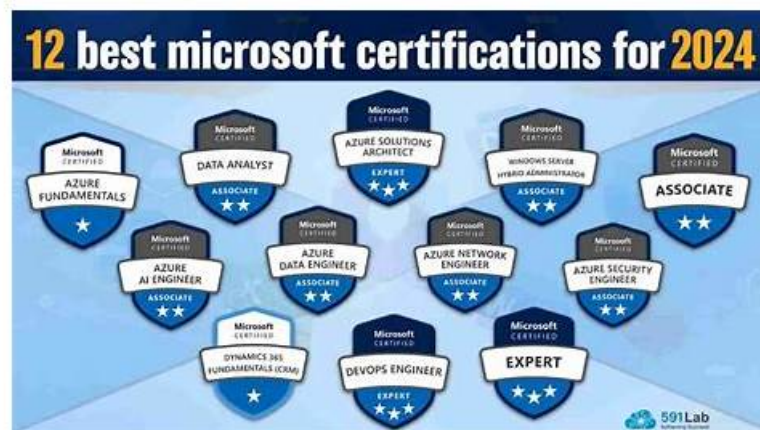 12 best microsoft certifications for 2024
Microsoft
CERTIFIED
AZURE
FUNDAMENTALS
Microsoft
CERTIFIED
DATA ANALYST
ASSOCIATE
Microsoft
CERTIFIED
AZURE SOLUTIONS
ARCHITECT
EXPERT
Microsoft
CERTIFIED
WINDOWS SERVER
HYBRID ADMINISTRATOR
ASSOCIATE
Microsoft
CERTIFIED
ASSOCIATE
Microsoft
CERTIFIED
AZURE
AI ENGINEER
ASSOCIATE
Microsoft
CERTIFIED
AZURE
DATA ENGINEER
ASSOCIATE
Microsoft
CERTIFIED
AZURE NETWORK
ENGINEER
ASSOCIATE
Microsoft
CERTIFIED
AZURE SECURITY
ENGINEER
ASSOCIATE
Microsoft
CERTIFIED
DYNAMICS 365
FUNDAMENTALS (CRM)
Microsoft
CERTIFIED
DEVOPS ENGINEER
EXPERT
Microsoft
CERTIFIED
EXPERT
591Lab